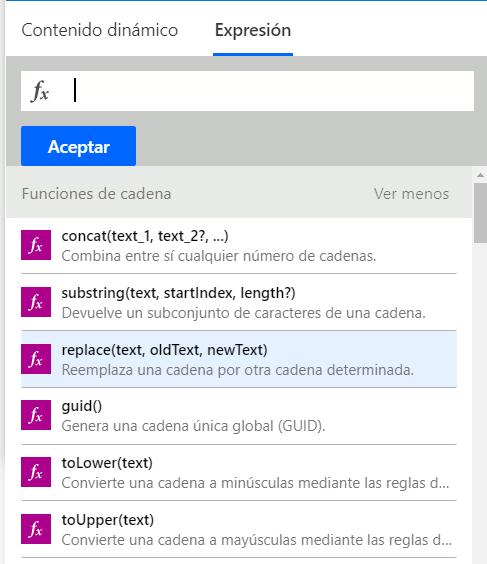 Contenido dinámico Expresión
fx
Aceptar
Funciones de cadena Ver menos
fx concat(text_1, text_2?, ...)
Combina entre sí cualquier número de cadenas.
fx substring(text, startIndex, length?)
Devuelve un subconjunto de caracteres de una cadena.
fx replace(text, oldText, newText)
Reemplaza una cadena por otra cadena determinada.
fx guid()
Genera una cadena única global (GUID).
fx toLower(text)
Convierte una cadena a minúsculas mediante las reglas d...
fx toUpper(text)
Convierte una cadena a mayúsculas mediante las reglas d...